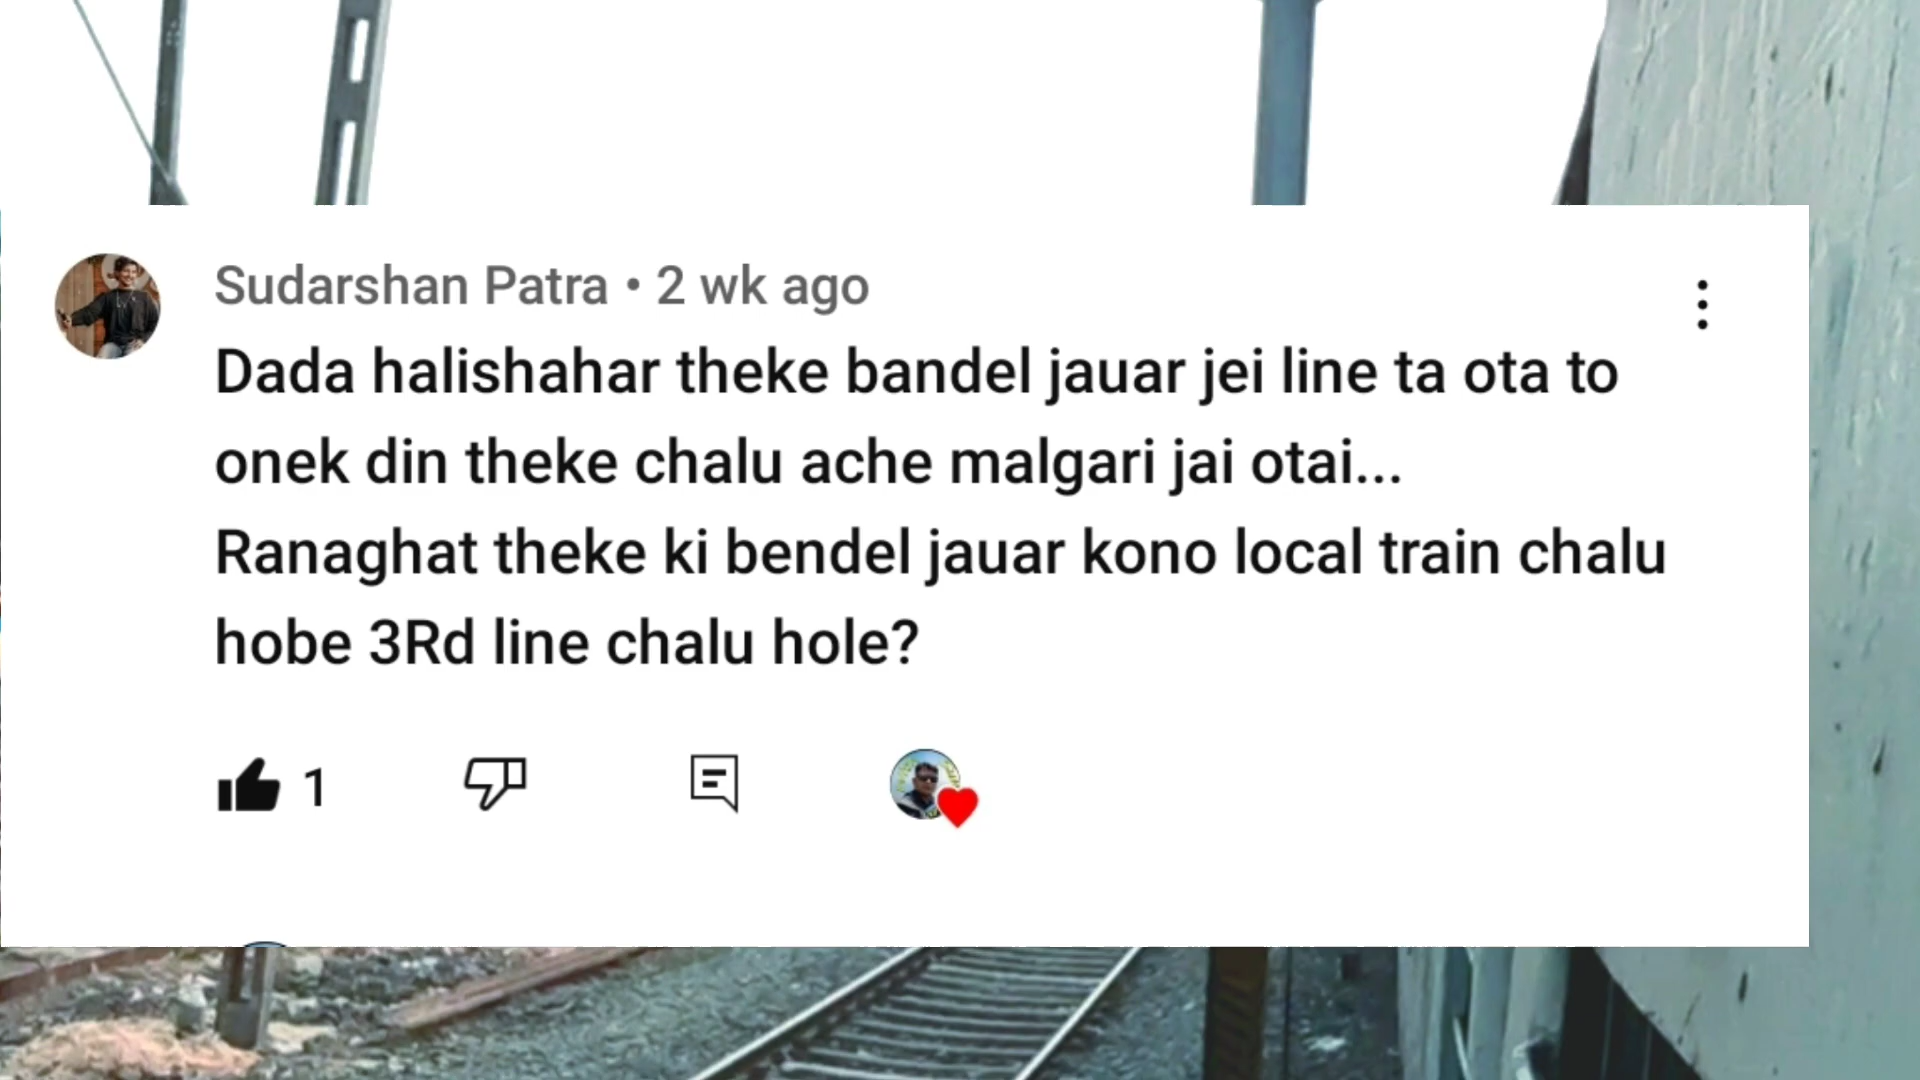 Sudarshan Patra • 2 wk ago
Dada halishahar theke bandel jauar jei line ta ota to
onek din theke chalu ache malgari jai otai...
Ranaghat theke ki bendel jauar kono local train chalu
hobe 3Rd line chalu hole?
1